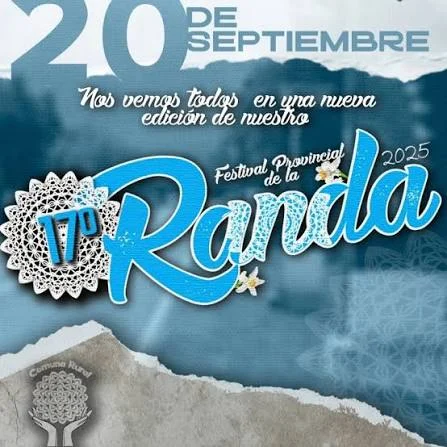 20 DE
SEPTIEMBRE
Nos vemos todos en una nueva
edición de nuestro
Festival Provincial
de la
2025
17º
Randa
Comuna Rural